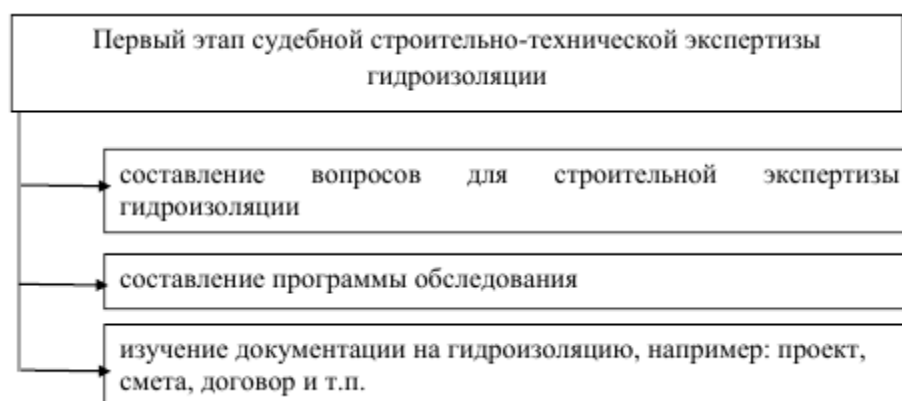 Первый этап судебной строительно-технической экспертизы
гидроизоляции
составление вопросов для строительной экспертизы
гидроизоляции
составление программы обследования
изучение документации на гидроизоляцию, например: проект,
смета, договор и т.п.